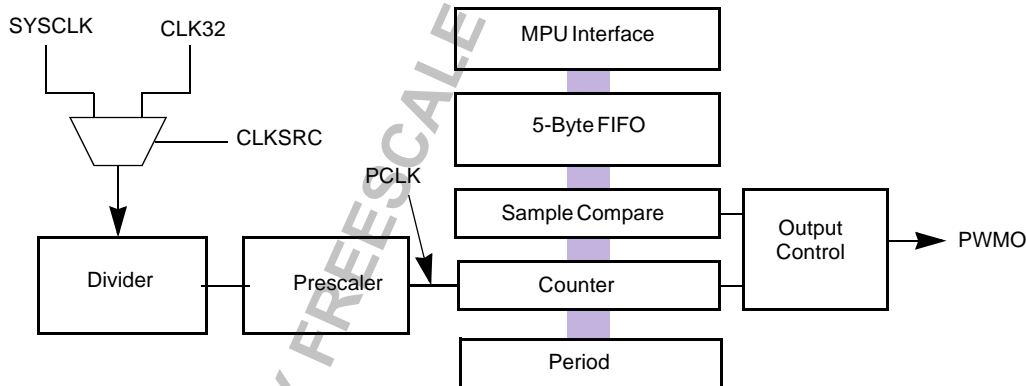 SYSCLK
CLK32
MPU Interface
5-Byte FIFO
CLKSRC
PCLK
Sample Compare
Output
Control
PWMO
Divider
Prescaler
Counter
Period
Y FREESCALE